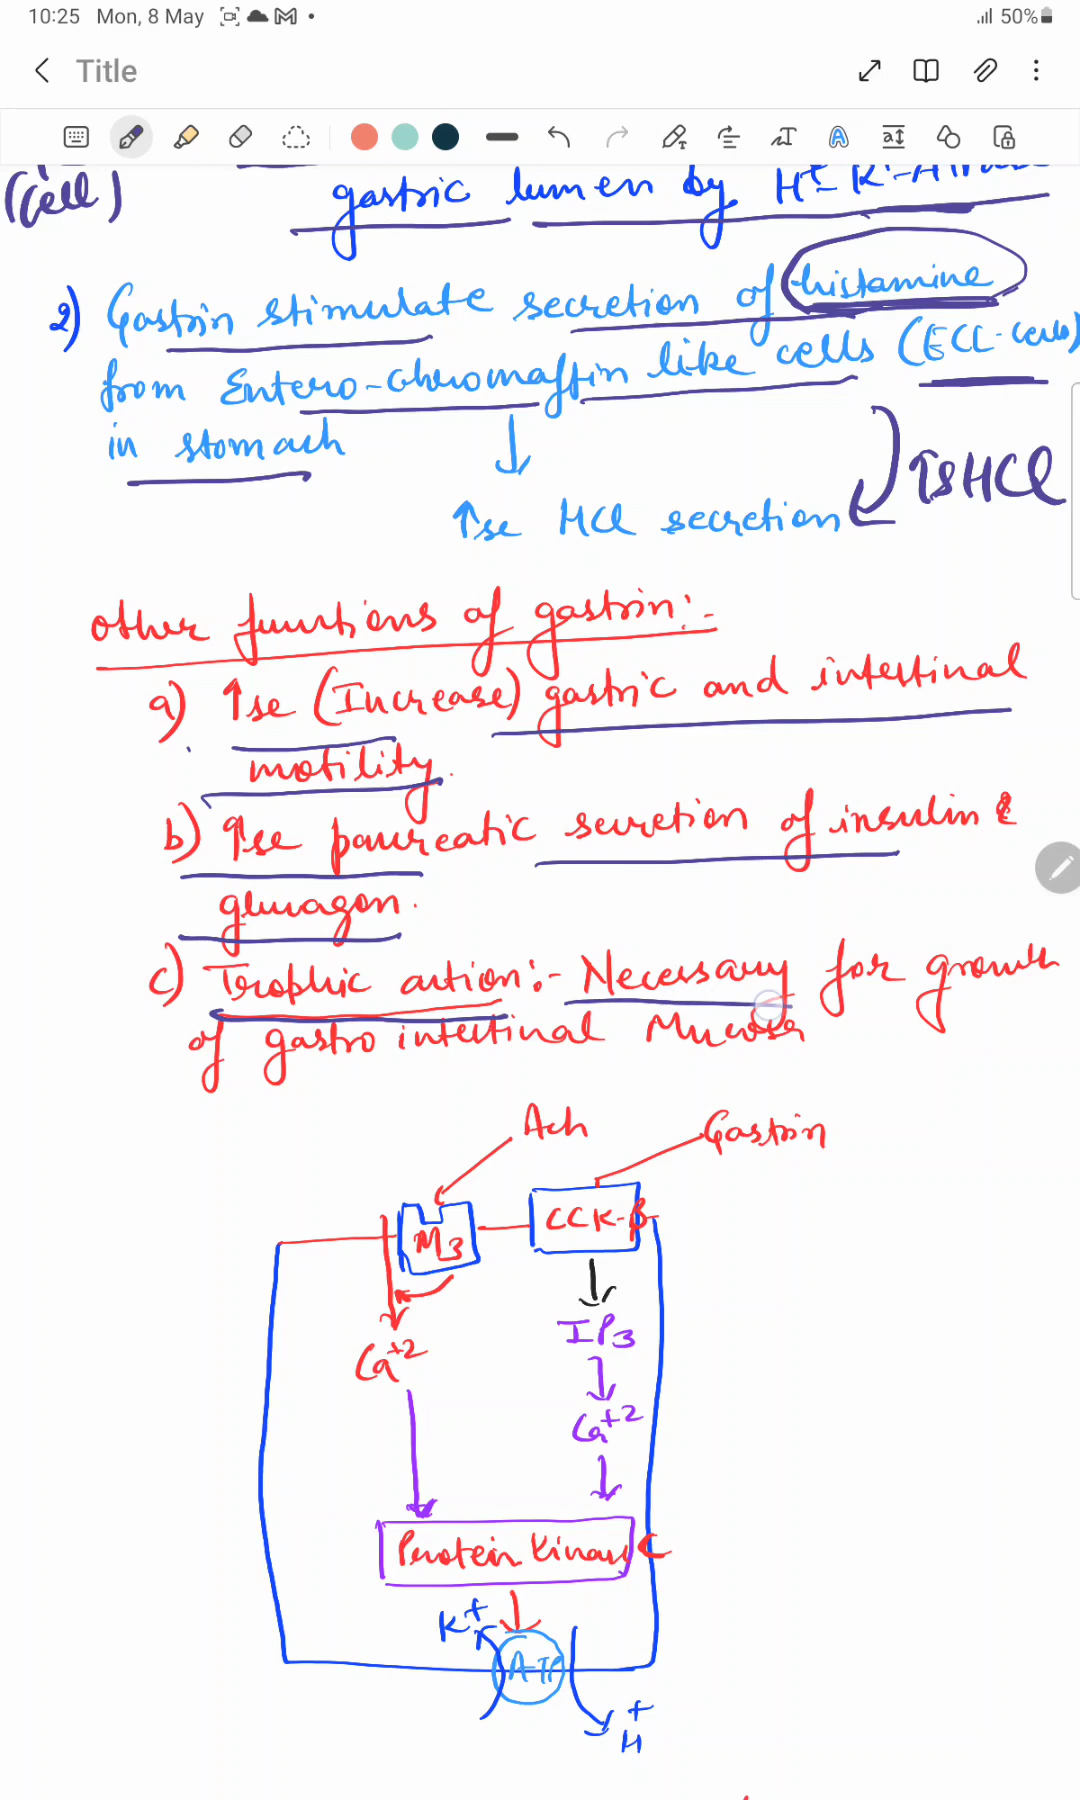 10:25 Mon, 8 May
50%
Title
(Cell)
gastric lumen by H+ K+-ATPase
2) Gastrin stimulate secretion of histamine
from Entero-chromaffin like cells (ECL-cells)
in stomach
↓
↑se HCl
↑se HCl secretion
other functions of gastrin:-
a) ↑se (Increase) gastric and intestinal
motility.
b) ↑se pancreatic secretion of insulin &
glucagon.
c) Trophic action:- Necessary for growth
of gastro intestinal Mucosa
Ach
Gastrin
M3
CCK-β
↓
IP3
Ca+2
↓
Ca+2
↓
Protein Kinase C
K+
ATP
H+